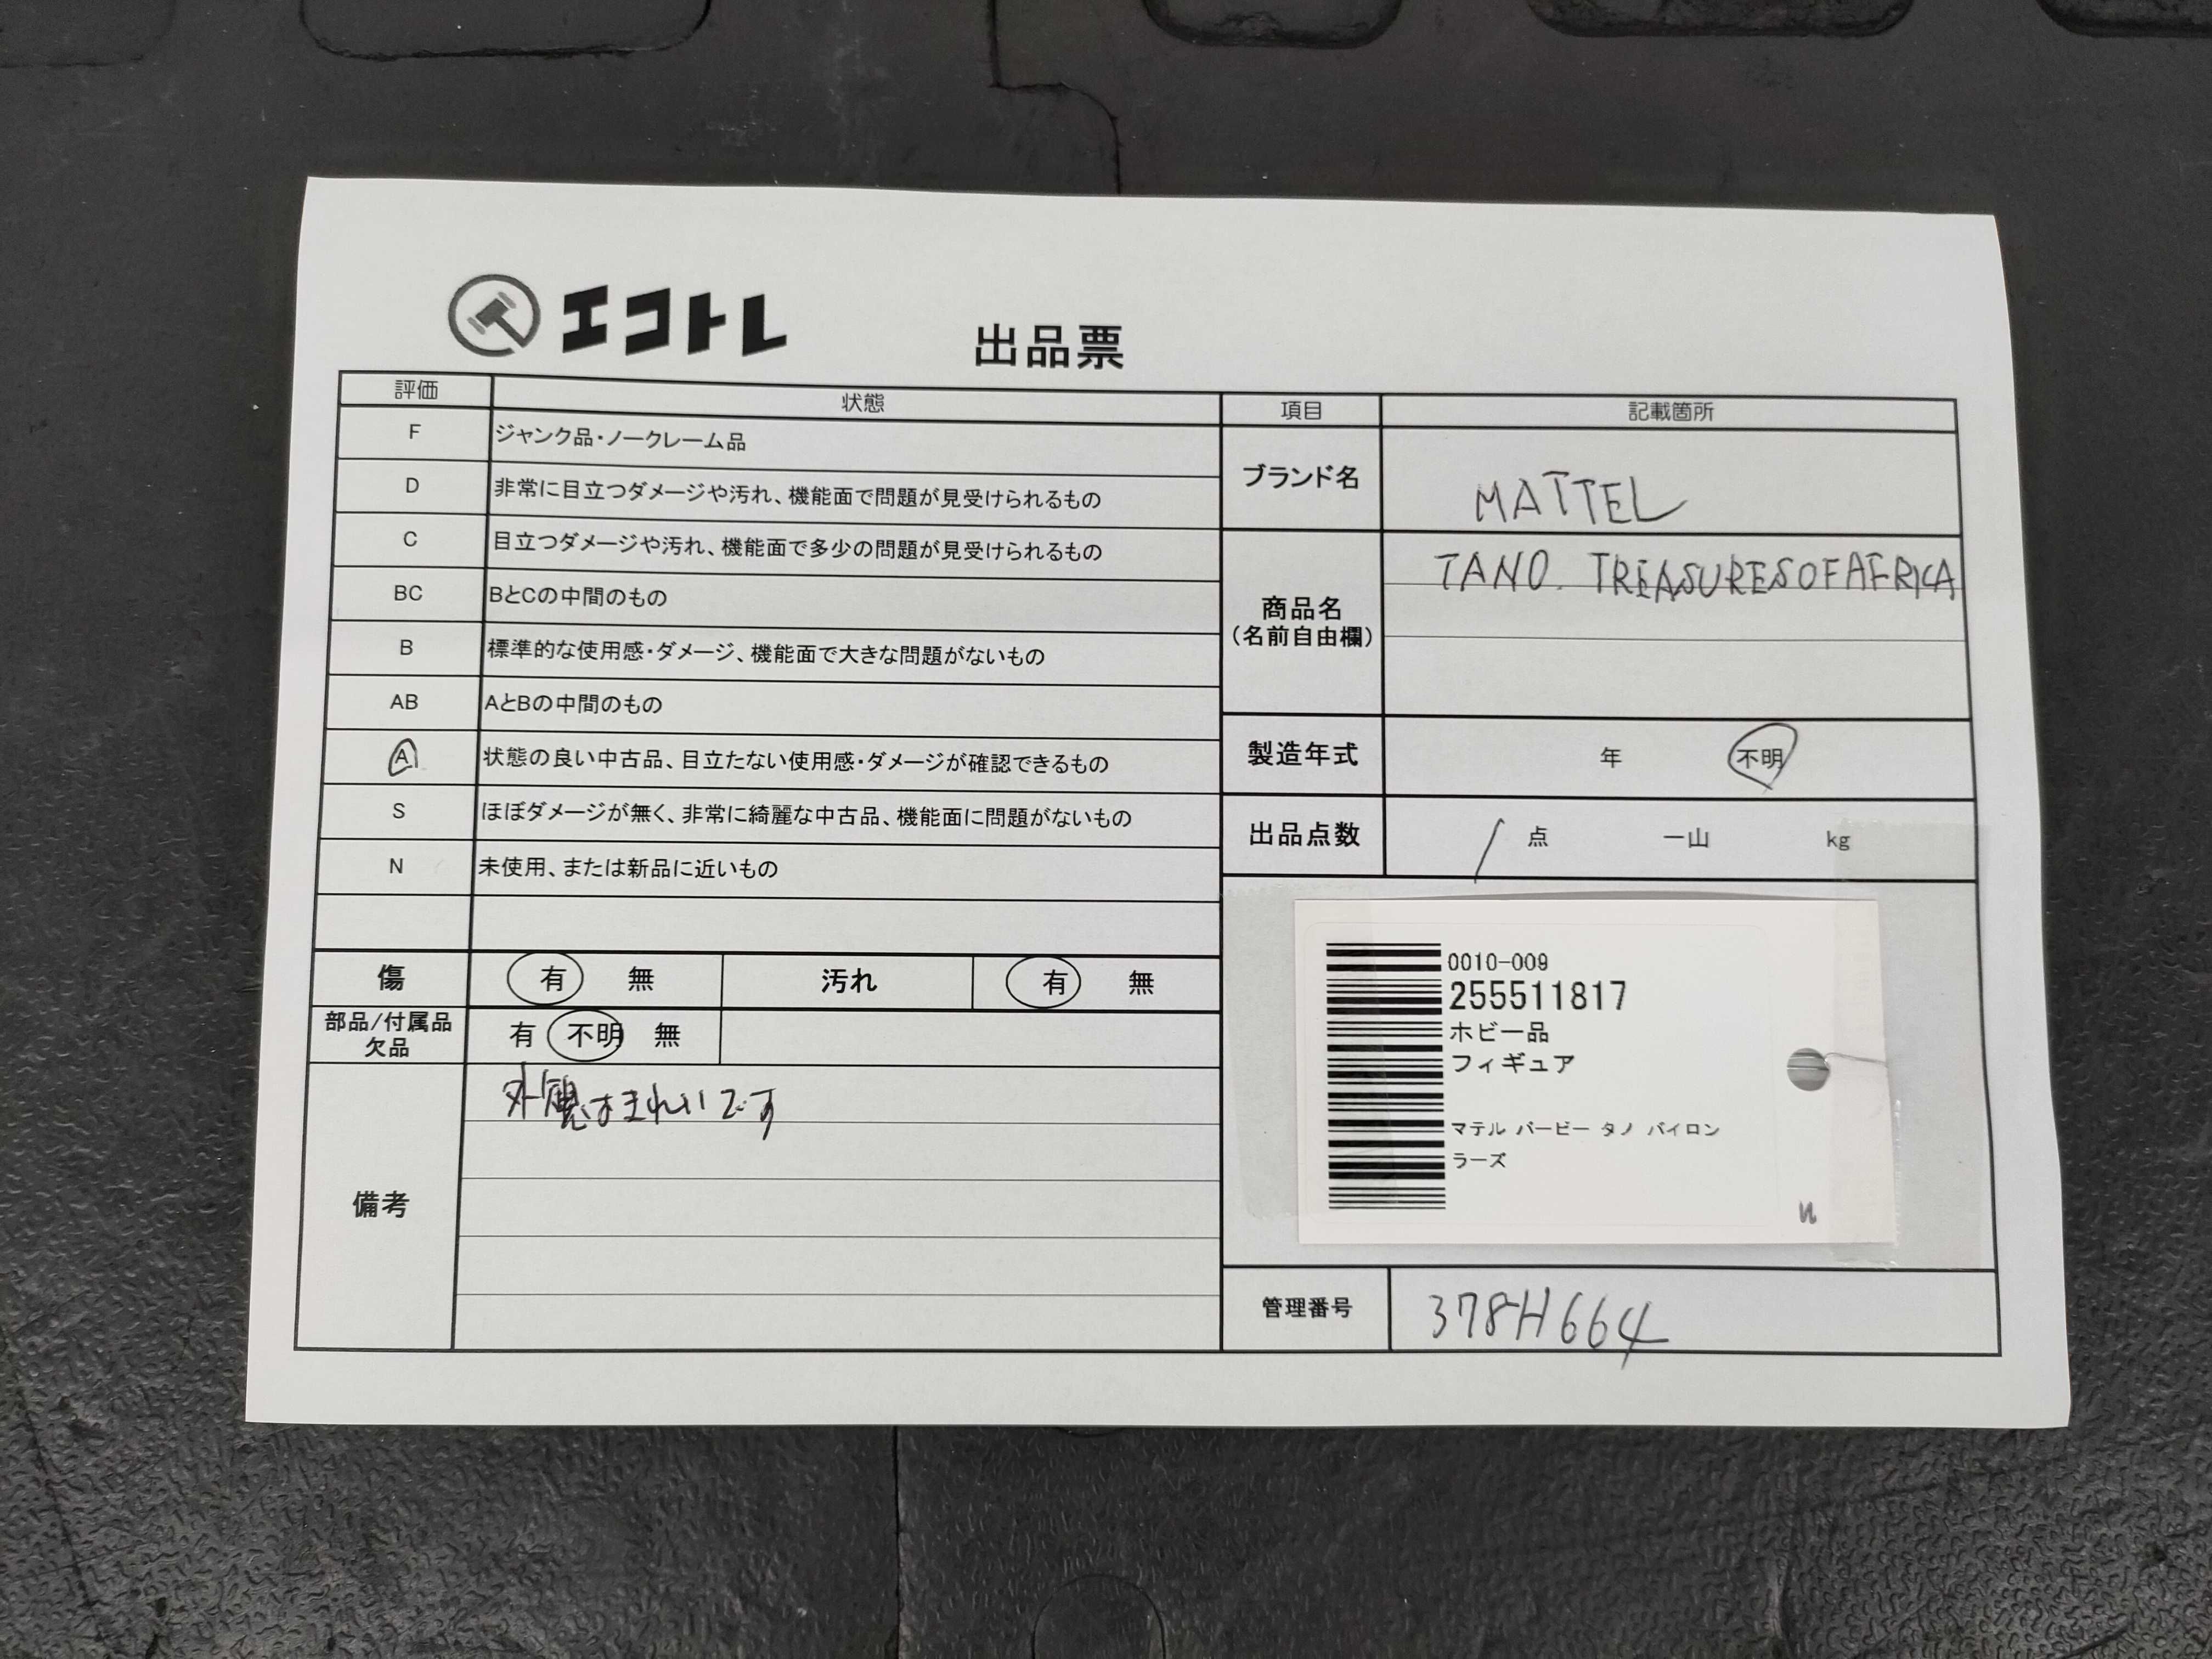 エコトレ
出品票
評価 状態
F ジャンク品・ノークレーム品
D 非常に目立つダメージや汚れ、機能面で問題が見受けられるもの
C 目立つダメージや汚れ、機能面で多少の問題が見受けられるもの
BC BとCの中間のもの
B 標準的な使用感・ダメージ、機能面で大きな問題がないもの
AB AとBの中間のもの
A 状態の良い中古品、目立たない使用感・ダメージが確認できるもの
S ほぼダメージが無く、非常に綺麗な中古品、機能面に問題がないもの
N 未使用、または新品に近いもの
傷 有 無 汚れ 有 無
部品/付属品
欠品
有 不明 無
備考
外観はきれいです
項目 記載箇所
ブランド名 MATTEL
商品名
(名前自由欄)
TANO. TREASURESOFAFRICA
製造年式 年 不明
出品点数 1 点 一山 kg
0010-009
255511817
ホビー品
フィギュア
マテル バービー タノ バイロン
ラーズ
管理番号 378H664